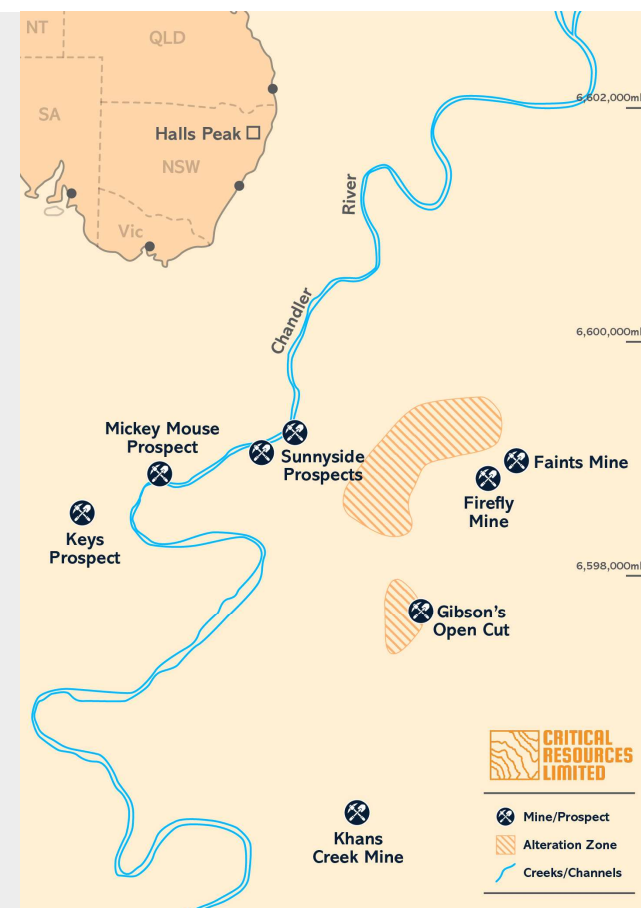 NT
QLD
SA
Halls Peak
NSW
Vic
6,602,000mN
River
Chandler
6,600,000mN
Mickey Mouse
Prospect
Sunnyside
Prospects
Faints Mine
Firefly
Mine
Keys
Prospect
6,598,000mN
Gibson's
Open Cut
Khans
Creek Mine
CRITICAL
RESOURCES
LIMITED
Mine/Prospect
Alteration Zone
Creeks/Channels